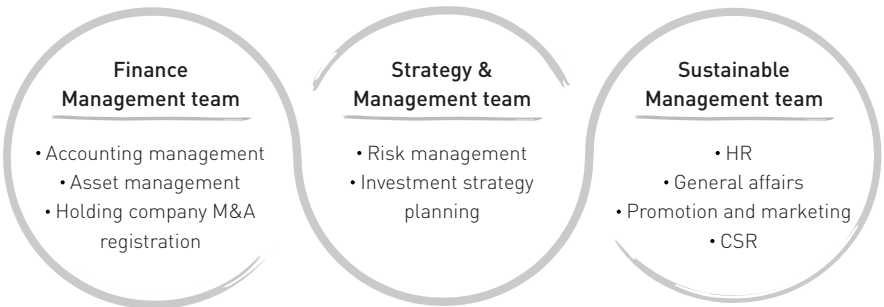 Finance
Management team
• Accounting management
• Asset management
• Holding company M&A
registration
Strategy &
Management team
• Risk management
• Investment strategy
planning
Sustainable
Management team
• HR
• General affairs
• Promotion and marketing
• CSR